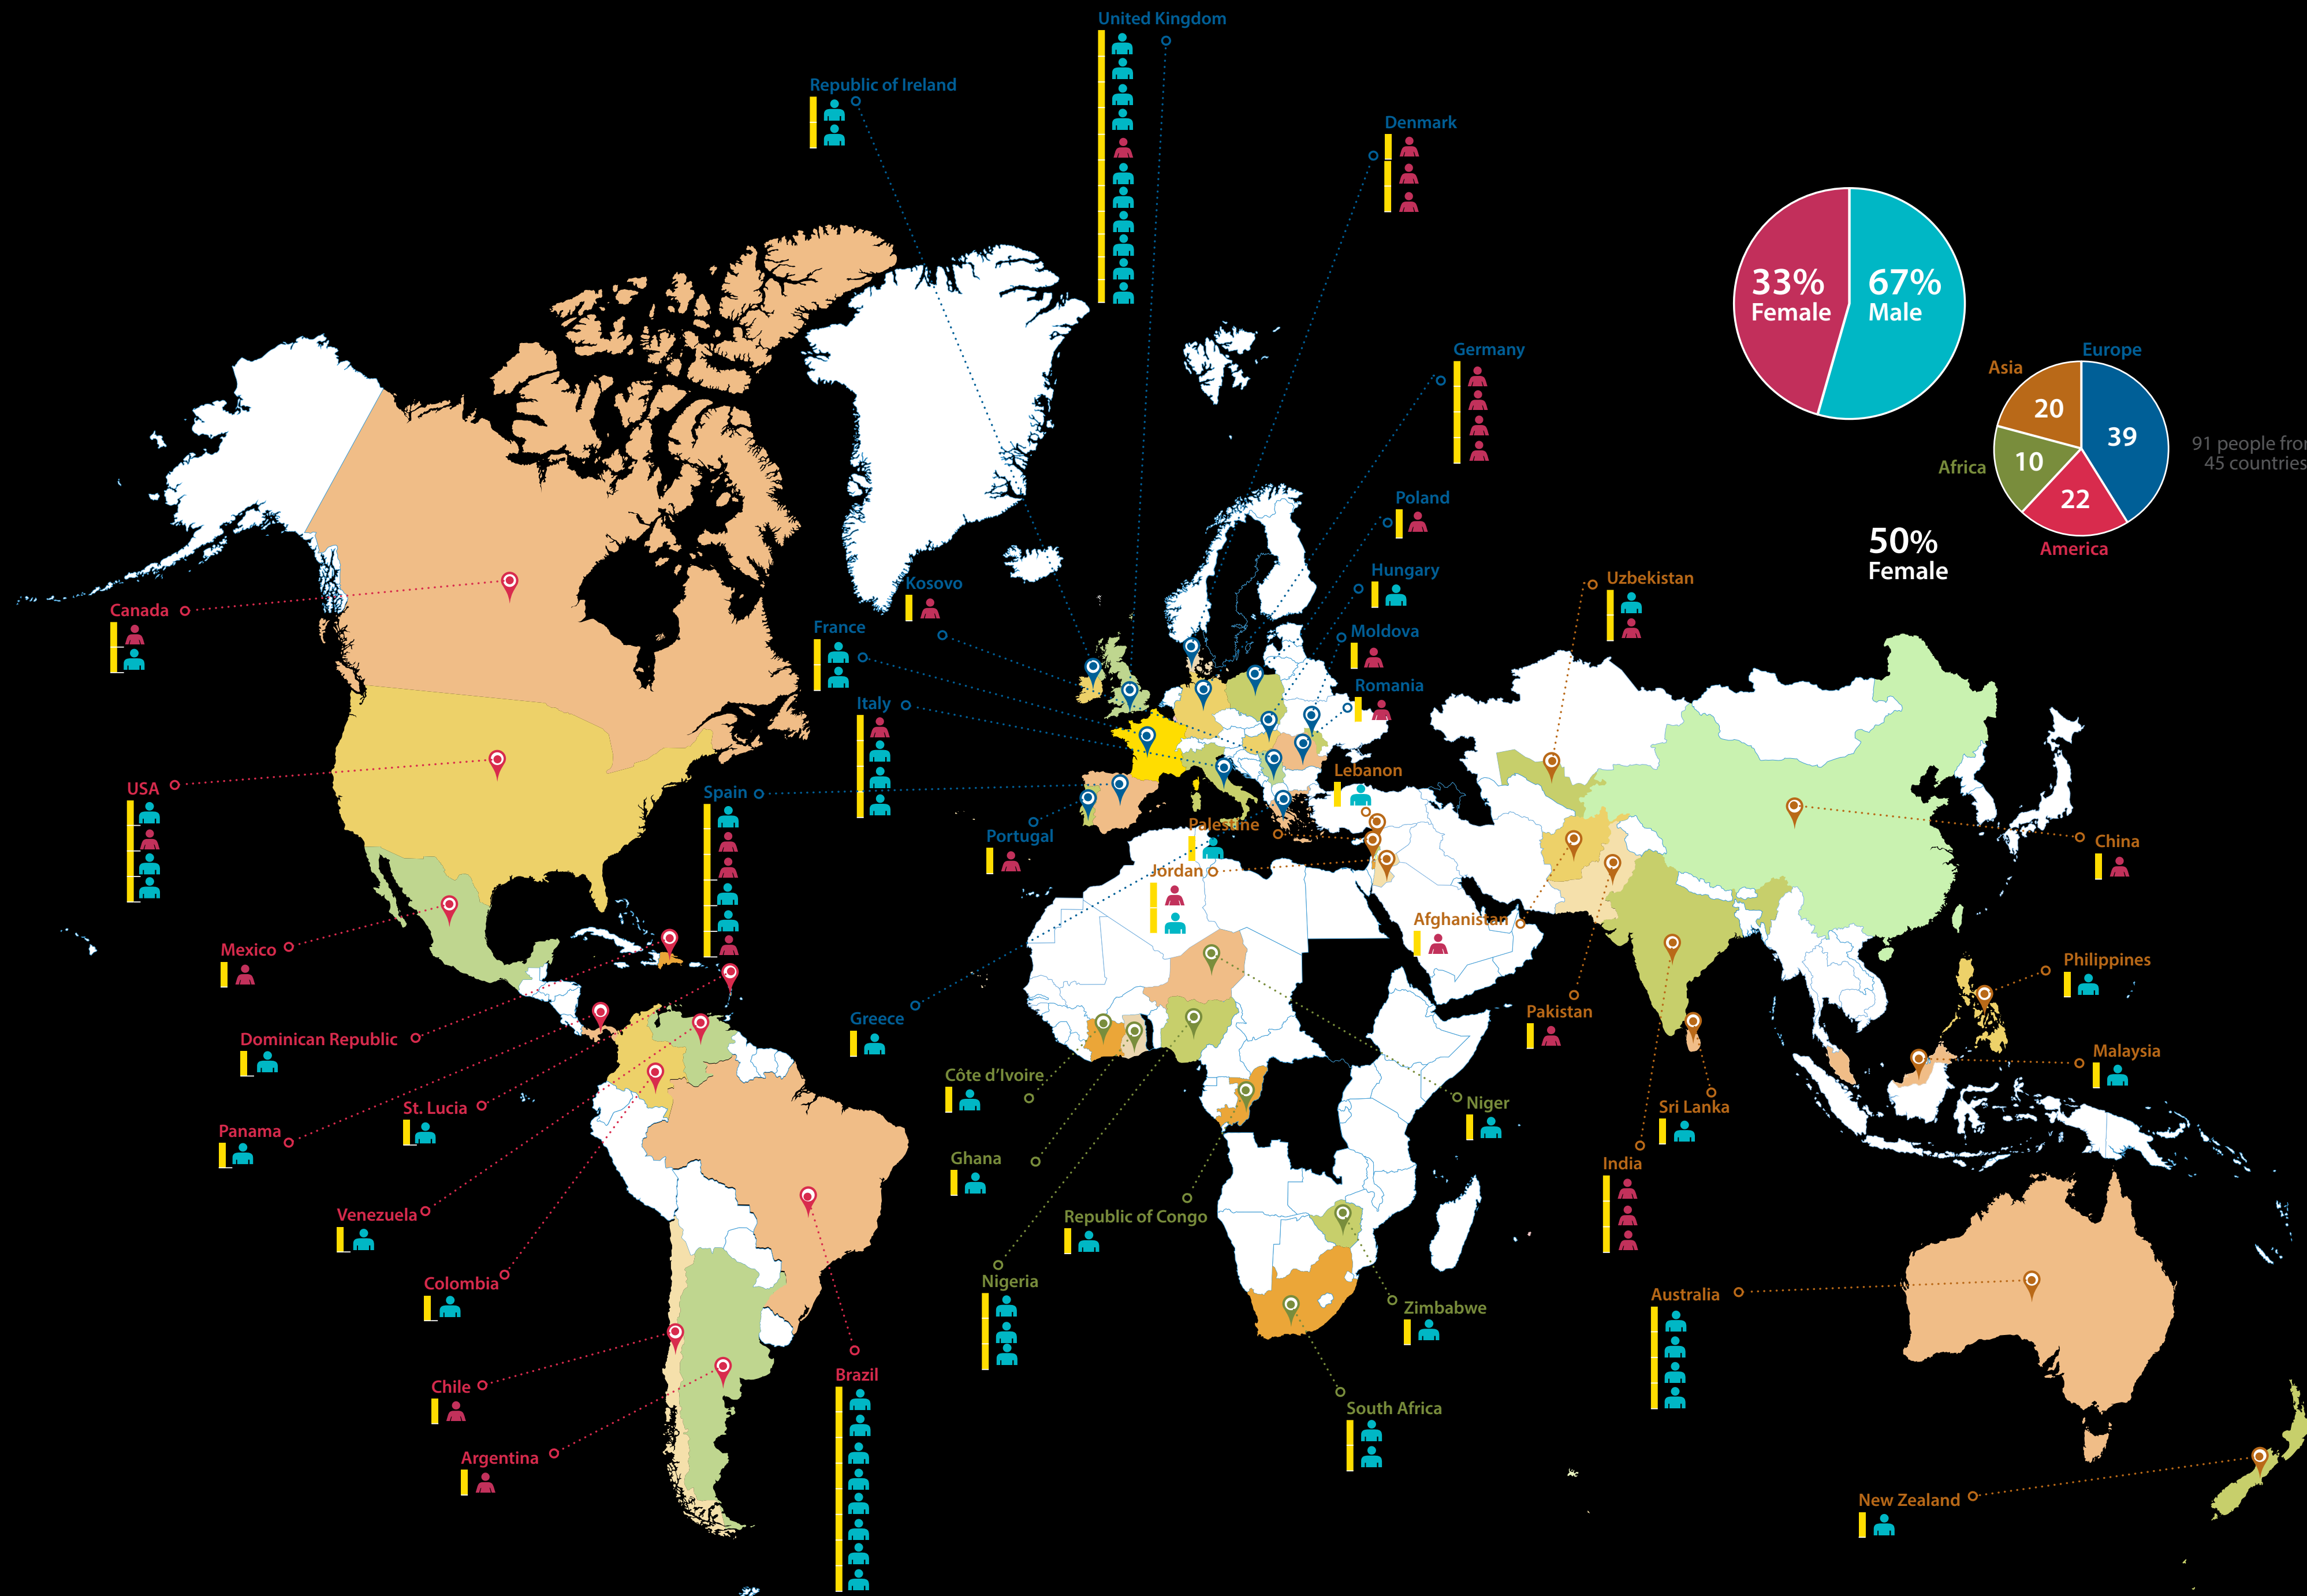 United Kingdom
Republic of Ireland
Denmark
33%
Female
67%
Male
Germany
Europe
Asia
20
39
91 people from
45 countries
10
Africa
22
America
Poland
50%
Female
Hungary
Uzbekistan
Kosovo
Canada
France
Moldova
Romania
Italy
Lebanon
USA
Spain
Palestine
Portugal
China
Jordan
Afghanistan
Mexico
Philippines
Pakistan
Greece
Dominican Republic
Malaysia
Côte d'Ivoire
Niger
Sri Lanka
St. Lucia
Panama
Ghana
India
Venezuela
Republic of Congo
Colombia
Nigeria
Australia
Zimbabwe
Brazil
Chile
South Africa
Argentina
New Zealand